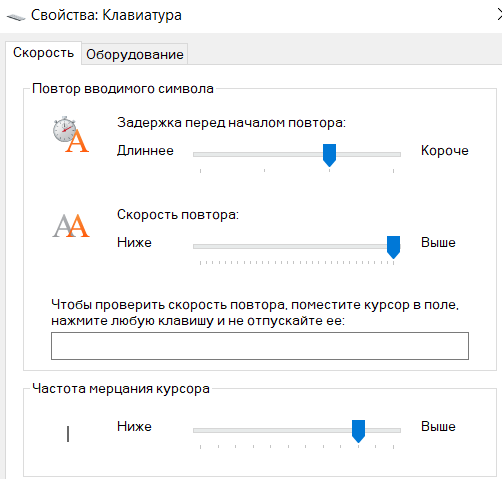 Свойства: Клавиатура
Скорость
Оборудование
Повтор вводимого символа
Задержка перед началом повтора:
Длиннее
Короче
Скорость повтора:
Ниже
Выше
Чтобы проверить скорость повтора, поместите курсор в поле,
нажмите любую клавишу и не отпускайте ее:
Частота мерцания курсора
Ниже
Выше